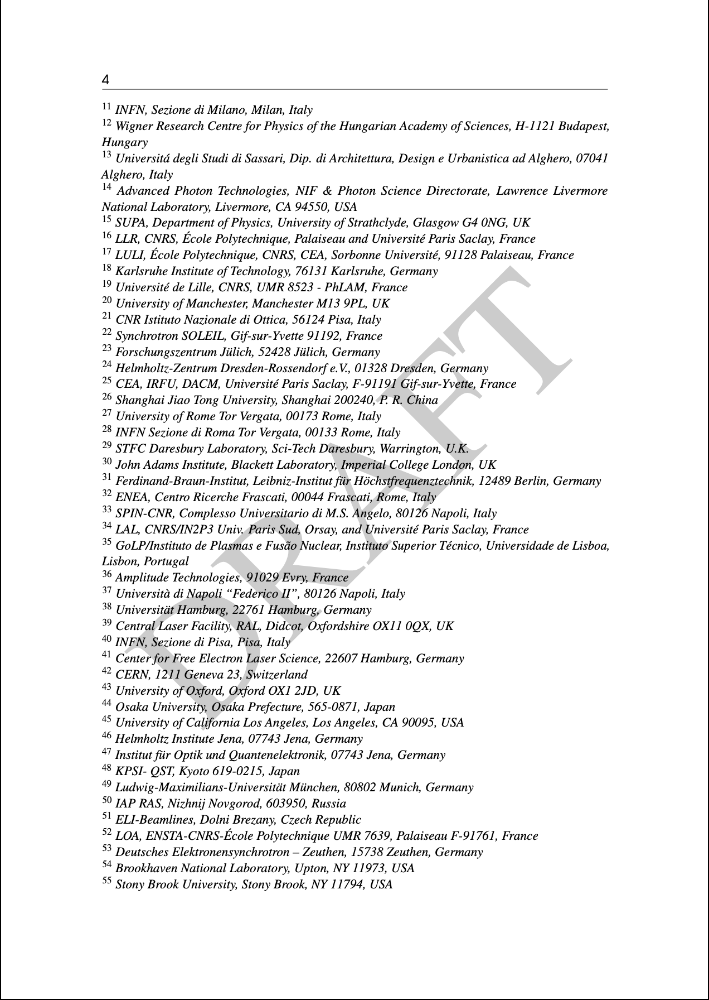 4
11 INFN, Sezione di Milano, Milan, Italy
12 Wigner Research Centre for Physics of the Hungarian Academy of Sciences, H-1121 Budapest,
Hungary
13 Universitá degli Studi di Sassari, Dip. di Architettura, Design e Urbanistica ad Alghero, 07041
Alghero, Italy
14 Advanced Photon Technologies, NIF & Photon Science Directorate, Lawrence Livermore
National Laboratory, Livermore, CA 94550, USA
15 SUPA, Department of Physics, University of Strathclyde, Glasgow G4 0NG, UK
16 LLR, CNRS, École Polytechnique, Palaiseau and Université Paris Saclay, France
17 LULI, École Polytechnique, CNRS, CEA, Sorbonne Université, 91128 Palaiseau, France
18 Karlsruhe Institute of Technology, 76131 Karlsruhe, Germany
19 Université de Lille, CNRS, UMR 8523 - PhLAM, France
20 University of Manchester, Manchester M13 9PL, UK
21 CNR Istituto Nazionale di Ottica, 56124 Pisa, Italy
22 Synchrotron SOLEIL, Gif-sur-Yvette 91192, France
23 Forschungszentrum Jülich, 52428 Jülich, Germany
24 Helmholtz-Zentrum Dresden-Rossendorf e.V., 01328 Dresden, Germany
25 CEA, IRFU, DACM, Université Paris Saclay, F-91191 Gif-sur-Yvette, France
26 Shanghai Jiao Tong University, Shanghai 200240, P. R. China
27 University of Rome Tor Vergata, 00173 Rome, Italy
28 INFN Sezione di Roma Tor Vergata, 00133 Rome, Italy
29 STFC Daresbury Laboratory, Sci-Tech Daresbury, Warrington, U.K.
30 John Adams Institute, Blackett Laboratory, Imperial College London, UK
31 Ferdinand-Braun-Institut, Leibniz-Institut für Höchstfrequenztechnik, 12489 Berlin, Germany
32 ENEA, Centro Ricerche Frascati, 00044 Frascati, Rome, Italy
33 SPIN-CNR, Complesso Universitario di M.S. Angelo, 80126 Napoli, Italy
34 LAL, CNRS/IN2P3 Univ. Paris Sud, Orsay, and Université Paris Saclay, France
35 GoLP/Instituto de Plasmas e Fusão Nuclear, Instituto Superior Técnico, Universidade de Lisboa,
Lisbon, Portugal
36 Amplitude Technologies, 91029 Evry, France
37 Università di Napoli “Federico II”, 80126 Napoli, Italy
38 Universität Hamburg, 22761 Hamburg, Germany
39 Central Laser Facility, RAL, Didcot, Oxfordshire OX11 0QX, UK
40 INFN, Sezione di Pisa, Pisa, Italy
41 Center for Free Electron Laser Science, 22607 Hamburg, Germany
42 CERN, 1211 Geneva 23, Switzerland
43 University of Oxford, Oxford OX1 2JD, UK
44 Osaka University, Osaka Prefecture, 565-0871, Japan
45 University of California Los Angeles, Los Angeles, CA 90095, USA
46 Helmholtz Institute Jena, 07743 Jena, Germany
47 Institut für Optik und Quantenelektronik, 07743 Jena, Germany
48 KPSI- QST, Kyoto 619-0215, Japan
49 Ludwig-Maximilians-Universität München, 80802 Munich, Germany
50 IAP RAS, Nizhnij Novgorod, 603950, Russia
51 ELI-Beamlines, Dolni Brezany, Czech Republic
52 LOA, ENSTA-CNRS-École Polytechnique UMR 7639, Palaiseau F-91761, France
53 Deutsches Elektronensynchrotron – Zeuthen, 15738 Zeuthen, Germany
54 Brookhaven National Laboratory, Upton, NY 11973, USA
55 Stony Brook University, Stony Brook, NY 11794, USA
DRAFT